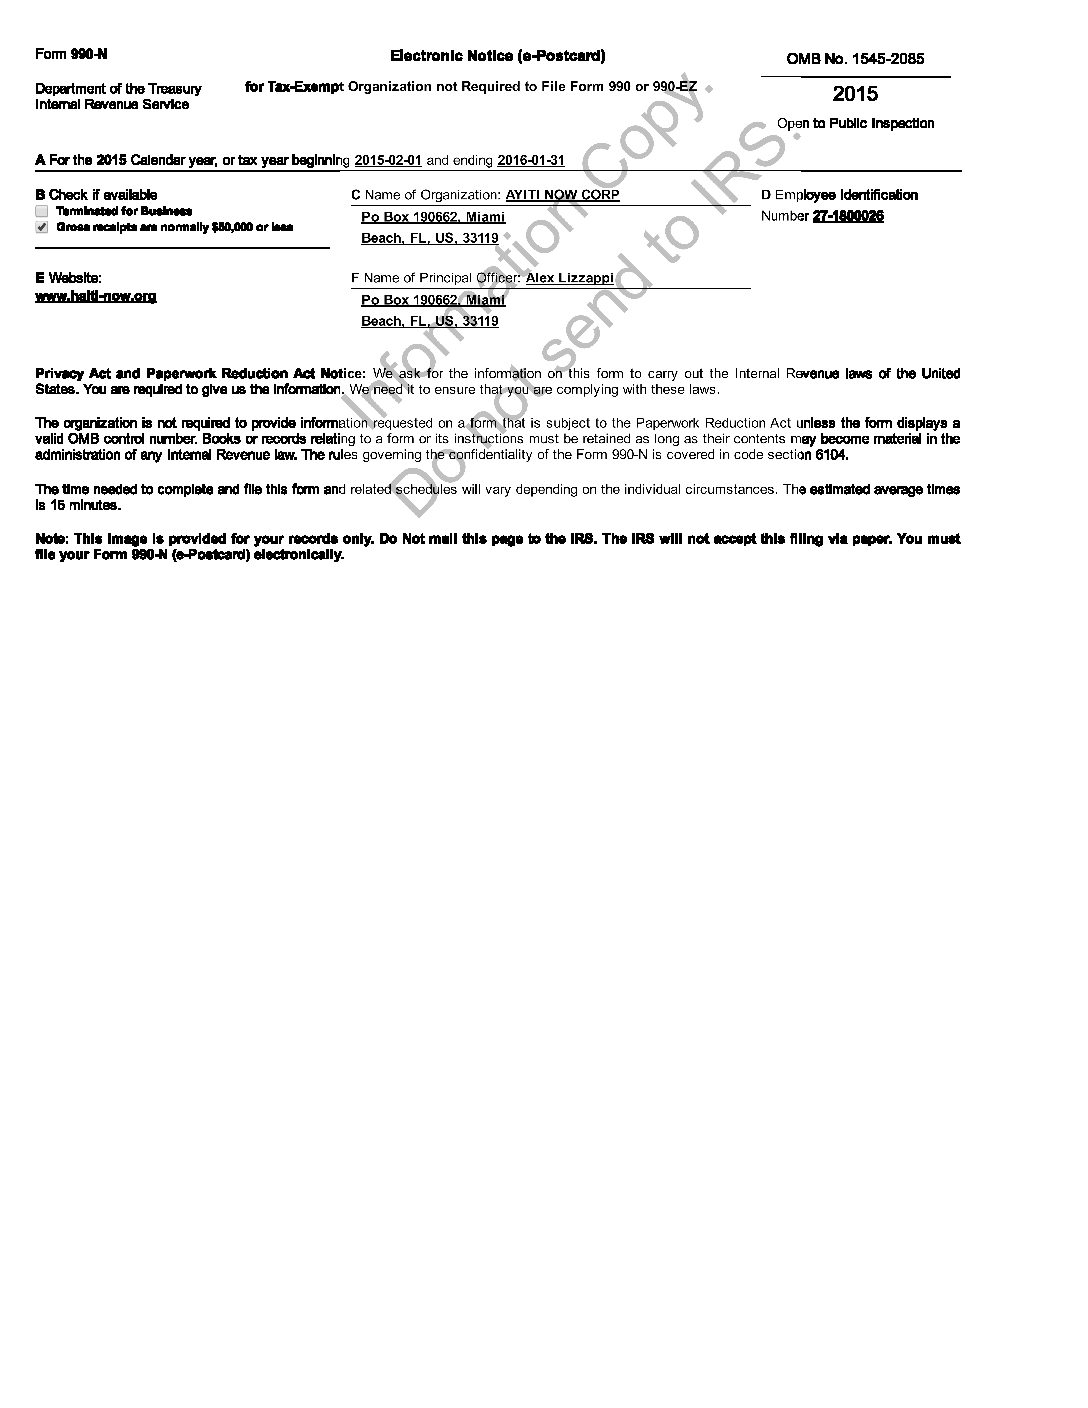 Form 990-N
Electronic Notice (e-Postcard)
OMB No. 1545-2085
Department of the Treasury
Internal Revenue Service
for Tax-Exempt Organization not Required to File Form 990 or 990-EZ
2015
Open to Public Inspection
A For the 2015 Calendar year, or tax year beginning 2015-02-01 and ending 2016-01-31
B Check if available
Terminated for Business
Gross receipts are normally $50,000 or less
C Name of Organization: AYITI NOW CORP
Po Box 190662, Miami
Beach, FL, US, 33119
D Employee Identification
Number 27-1800026
E Website:
www.haiti-now.org
F Name of Principal Officer: Alex Lizzappi
Po Box 190662, Miami
Beach, FL, US, 33119
Privacy Act and Paperwork Reduction Act Notice: We ask for the information on this form to carry out the Internal Revenue laws of the United
States. You are required to give us the information. We need it to ensure that you are complying with these laws.
The organization is not required to provide information requested on a form that is subject to the Paperwork Reduction Act unless the form displays a
valid OMB control number. Books or records relating to a form or its instructions must be retained as long as their contents may become material in the
administration of any Internal Revenue law. The rules governing the confidentiality of the Form 990-N is covered in code section 6104.
The time needed to complete and file this form and related schedules will vary depending on the individual circumstances. The estimated average times
is 15 minutes.
Note: This image is provided for your records only. Do Not mail this page to the IRS. The IRS will not accept this filing via paper. You must
file your Form 990-N (e-Postcard) electronically.
Information Copy.
Do not send to IRS.